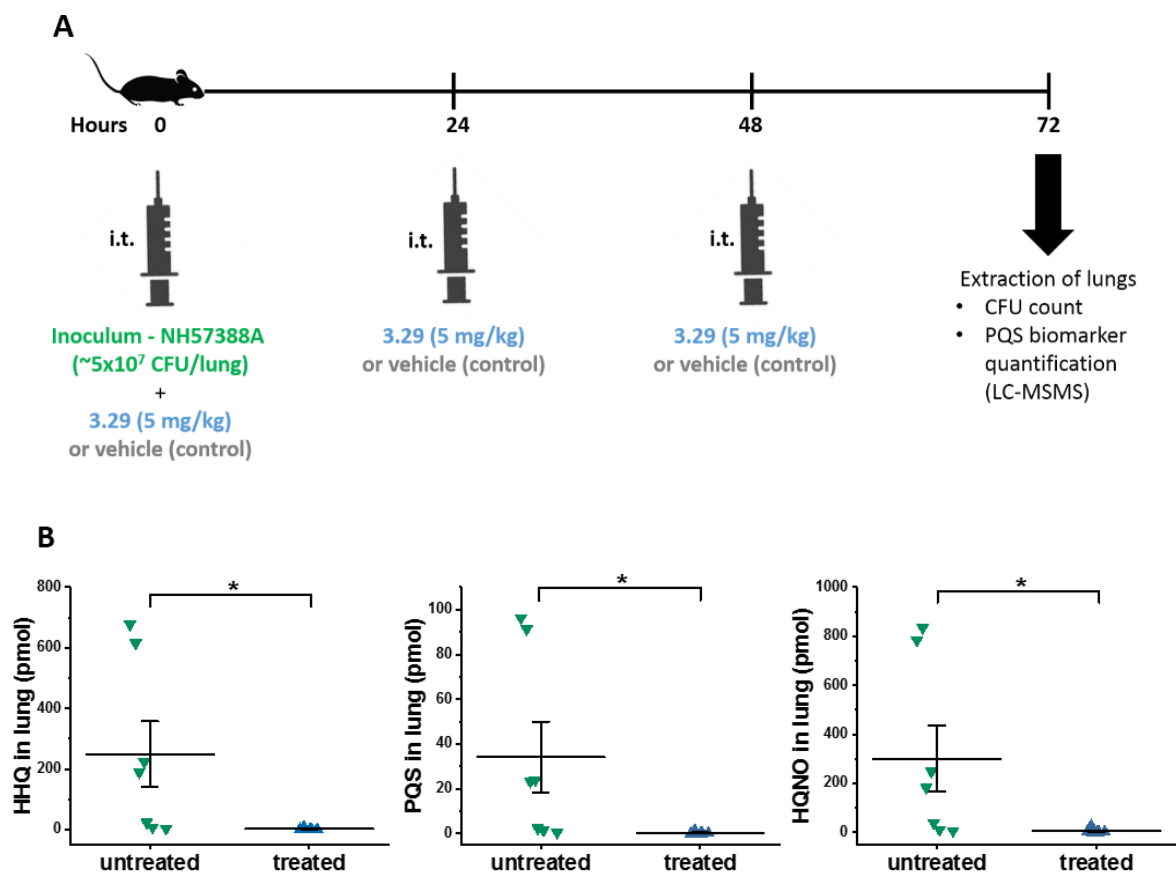 A
Hours 0 24 48 72
i.t. i.t. i.t.
Inoculum - NH57388A
(~5x10⁷ CFU/lung)
+
3.29 (5 mg/kg)
or vehicle (control)
3.29 (5 mg/kg)
or vehicle (control)
3.29 (5 mg/kg)
or vehicle (control)
Extraction of lungs
• CFU count
• PQS biomarker
quantification
(LC-MSMS)
B
HHQ in lung (pmol)
800
600
400
200
0
*
untreated treated
PQS in lung (pmol)
100
80
60
40
20
0
*
untreated treated
HQNO in lung (pmol)
1000
800
600
400
200
0
*
untreated treated